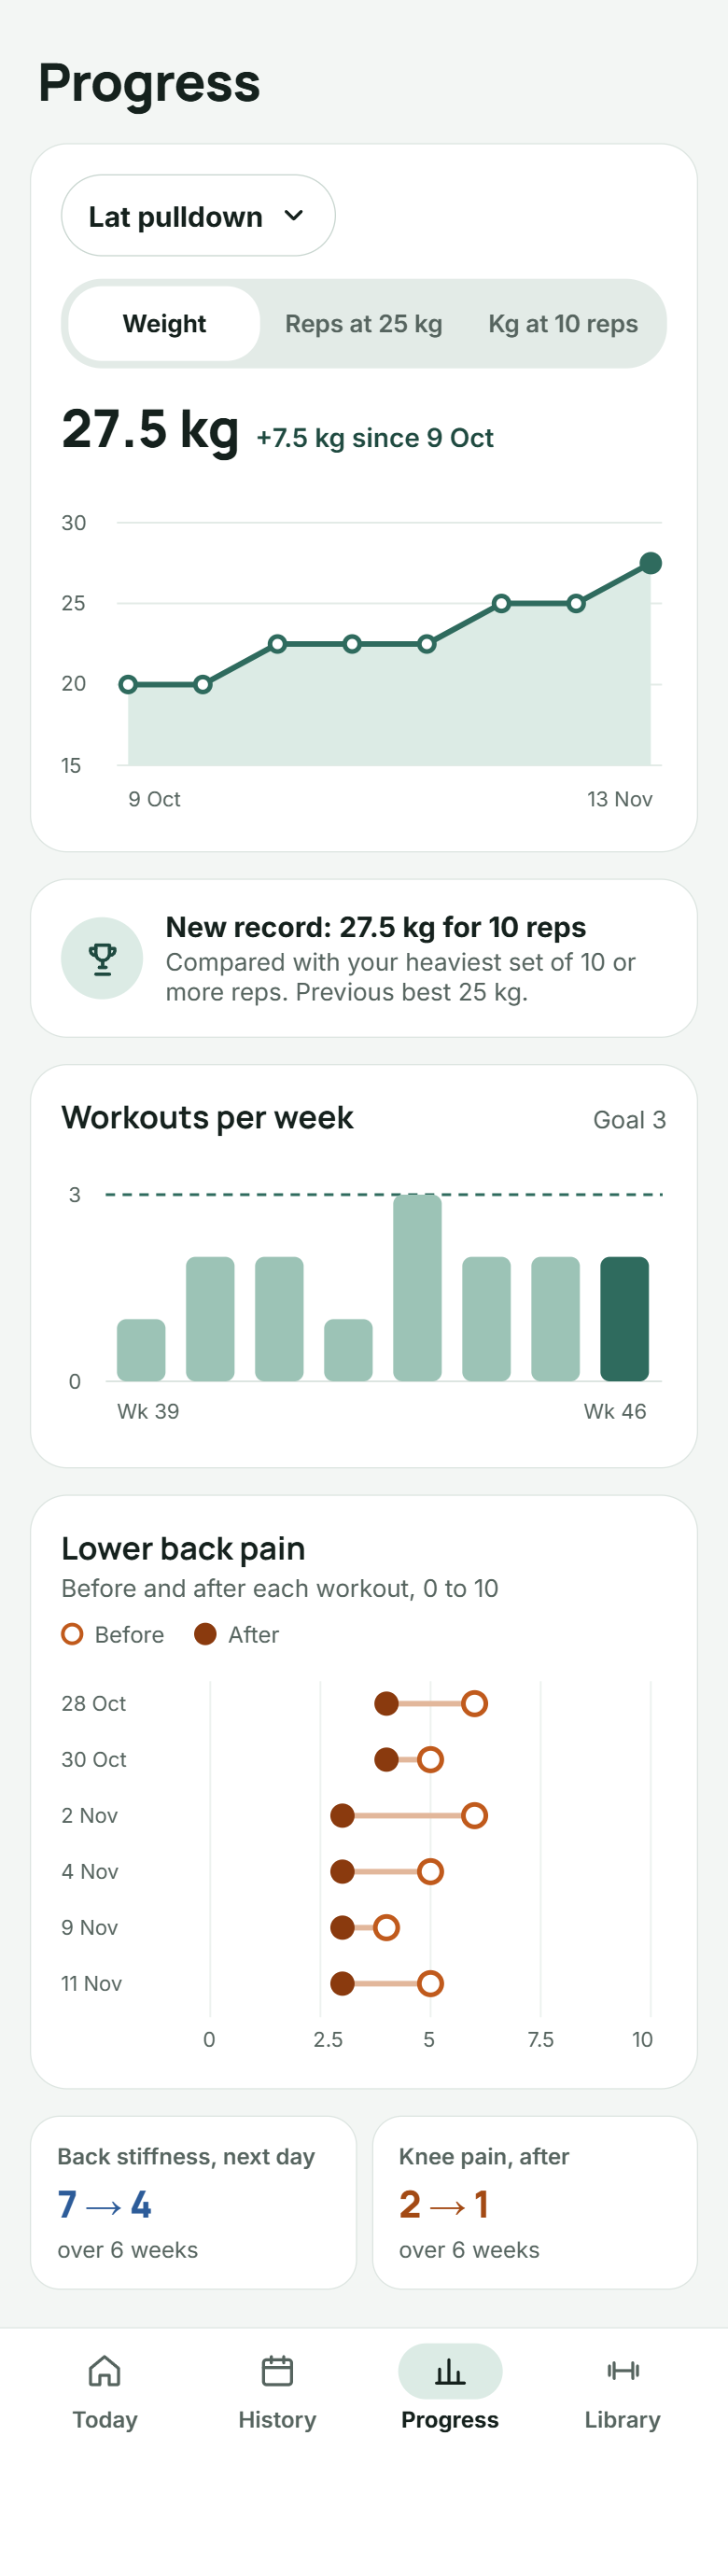 Progress
Lat pulldown
Weight
Reps at 25 kg
Kg at 10 reps
27.5 kg +7.5 kg since 9 Oct
30
25
20
15
9 Oct
13 Nov
New record: 27.5 kg for 10 reps
Compared with your heaviest set of 10 or
more reps. Previous best 25 kg.
Workouts per week
Goal 3
3
0
Wk 39
Wk 46
Lower back pain
Before and after each workout, 0 to 10
Before
After
28 Oct
30 Oct
2 Nov
4 Nov
9 Nov
11 Nov
0
2.5
5
7.5
10
Back stiffness, next day
7 → 4
over 6 weeks
Knee pain, after
2 → 1
over 6 weeks
Today
History
Progress
Library